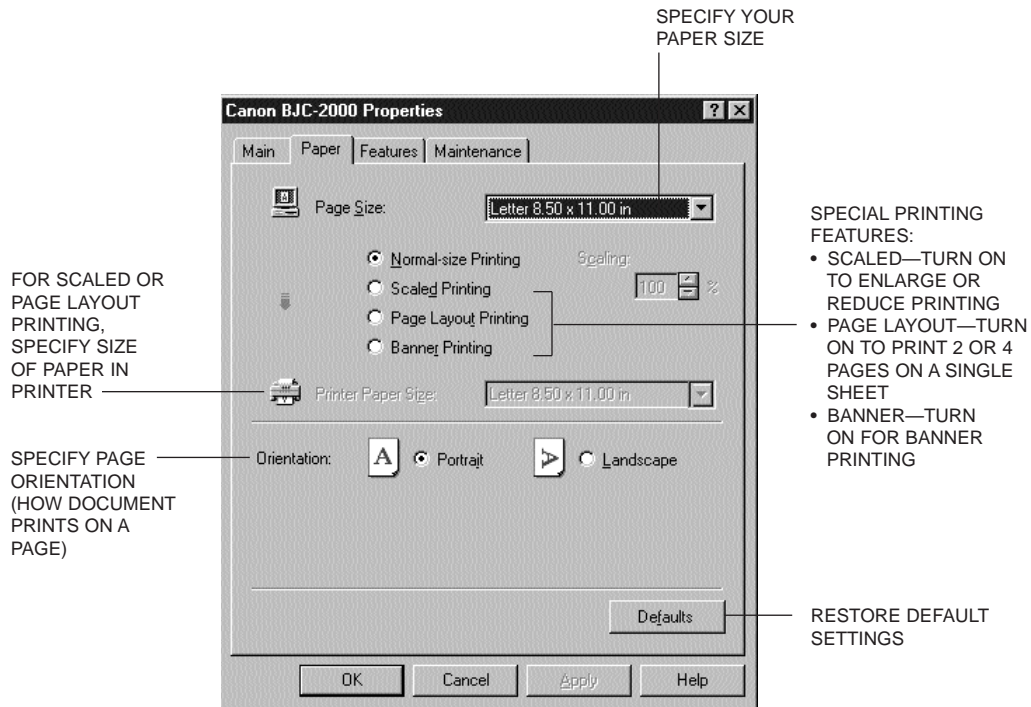 SPECIFY YOUR
PAPER SIZE
Canon BJC-2000 Properties
Main Paper Features Maintenance
Page Size: Letter 8.50 x 11.00 in
Normal-size Printing Scaling:
Scaled Printing 100 %
Page Layout Printing
Banner Printing
Printer Paper Size: Letter 8.50 x 11.00 in
Orientation: A Portrait A Landscape
Defaults
OK Cancel Apply Help
FOR SCALED OR
PAGE LAYOUT
PRINTING,
SPECIFY SIZE
OF PAPER IN
PRINTER
SPECIFY PAGE
ORIENTATION
(HOW DOCUMENT
PRINTS ON A
PAGE)
SPECIAL PRINTING
FEATURES:
• SCALED—TURN ON
TO ENLARGE OR
REDUCE PRINTING
• PAGE LAYOUT—TURN
ON TO PRINT 2 OR 4
PAGES ON A SINGLE
SHEET
• BANNER—TURN
ON FOR BANNER
PRINTING
RESTORE DEFAULT
SETTINGS